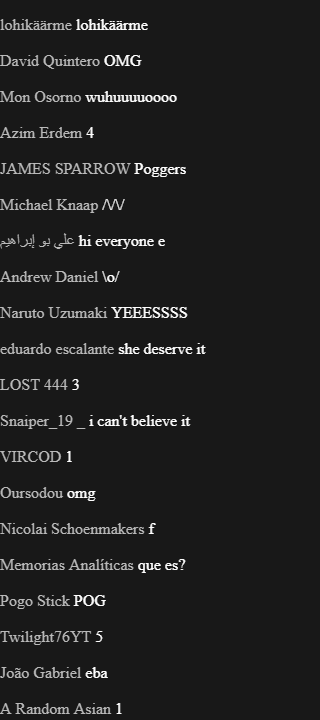 lohikäärme lohikäärme
David Quintero OMG
Mon Osorno wuhuuuuoooo
Azim Erdem 4
JAMES SPARROW Poggers
Michael Knaap /\/\/
علي بو إبراهيم hi everyone e
Andrew Daniel \o/
Naruto Uzumaki YEEESSSS
eduardo escalante she deserve it
LOST 444 3
Snaiper_19 _ i can't believe it
VIRCOD 1
Oursodou omg
Nicolai Schoenmakers f
Memorias Analíticas que es?
Pogo Stick POG
Twilight76YT 5
João Gabriel eba
A Random Asian 1